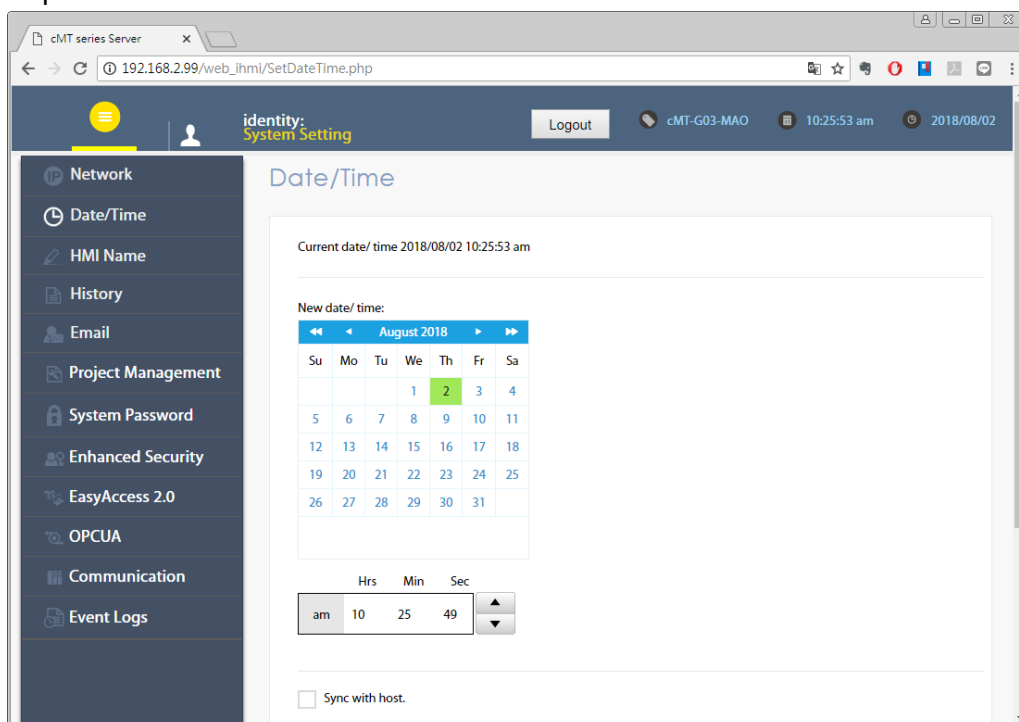 cMT series Server
192.168.2.99/web_ihmi/SetDateTime.php
identity:
System Setting
Logout
cMT-G03-MAO
10:25:53 am
2018/08/02
Network
Date/Time
HMI Name
History
Email
Project Management
System Password
Enhanced Security
EasyAccess 2.0
OPCUA
Communication
Event Logs
Date/Time
Current date/ time 2018/08/02 10:25:53 am
New date/ time:
August 2018
Su Mo Tu We Th Fr Sa
1 2 3 4
5 6 7 8 9 10 11
12 13 14 15 16 17 18
19 20 21 22 23 24 25
26 27 28 29 30 31
Hrs Min Sec
am 10 25 49
Sync with host.